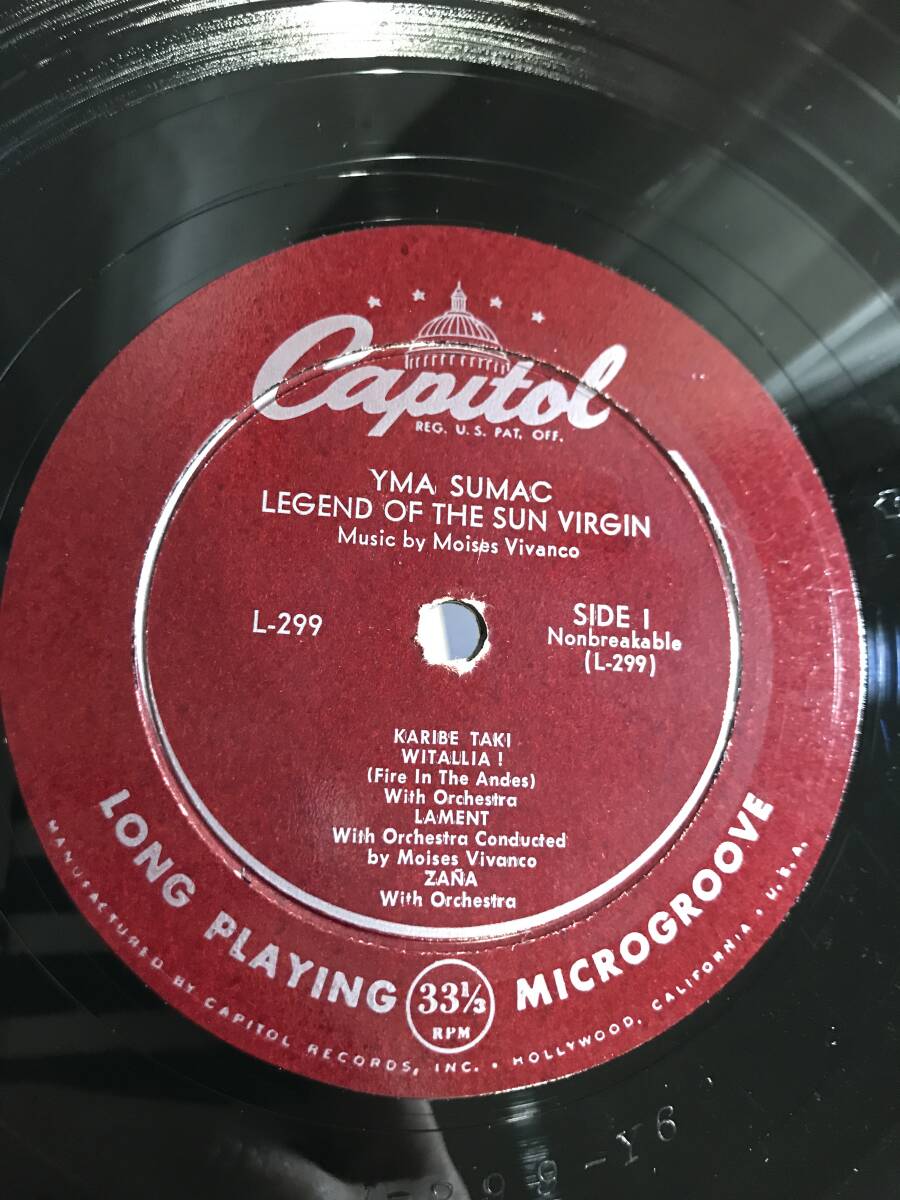 Capitol
REG. U.S. PAT. OFF.
YMA SUMAC
LEGEND OF THE SUN VIRGIN
Music by Moises Vivanco
L-299
SIDE 1
Nonbreakable
(L-299)
KARIBE TAKI
WITALLIA !
(Fire In The Andes)
With Orchestra
LAMENT
With Orchestra Conducted
by Moises Vivanco
ZAÑA
With Orchestra
LONG PLAYING 33⅓ RPM MICROGROOVE
MANUFACTURED BY CAPITOL RECORDS, INC. • HOLLYWOOD, CALIFORNIA • U.S.A.
-Y6